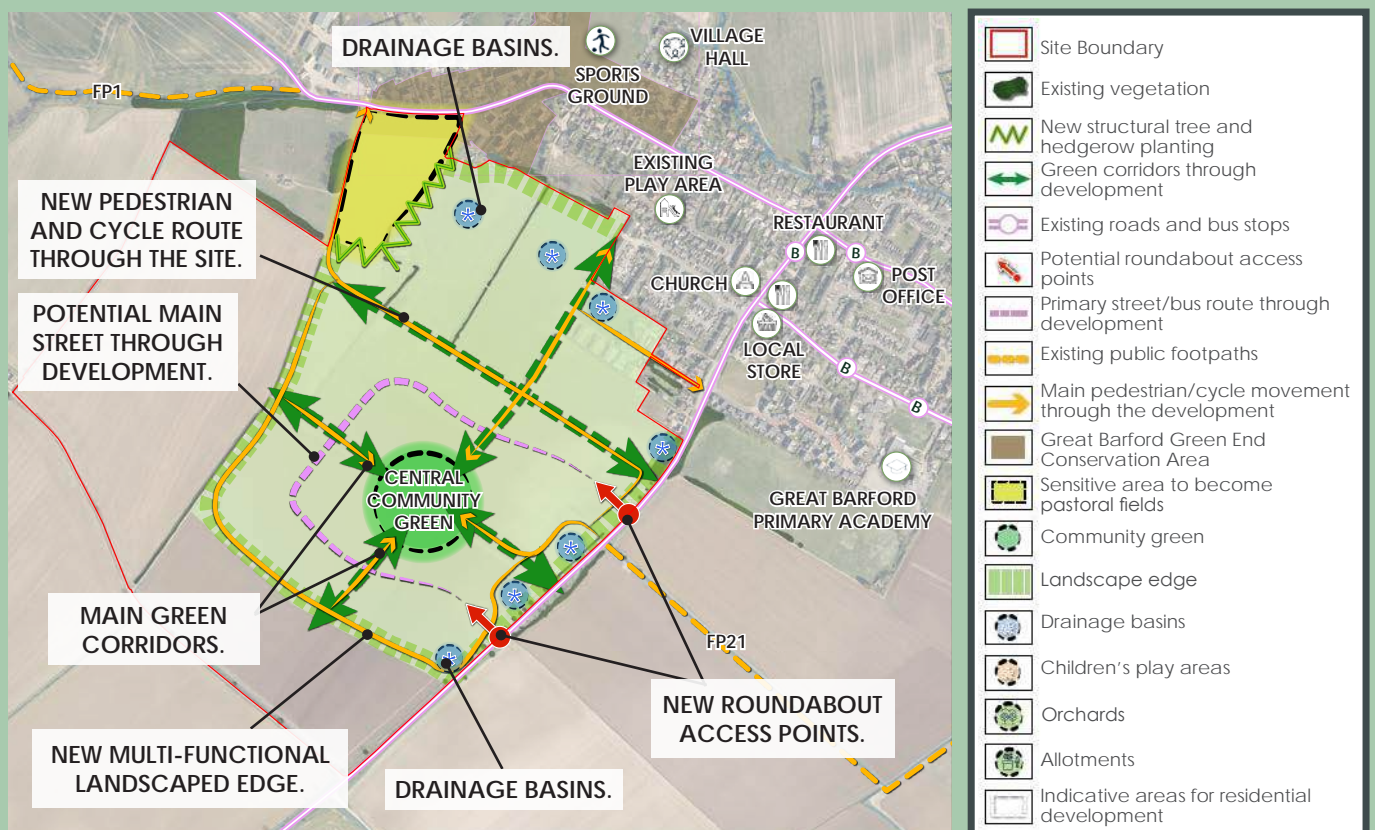 DRAINAGE BASINS.
VILLAGE
HALL
SPORTS
GROUND
FP1
EXISTING
PLAY AREA
NEW PEDESTRIAN
AND CYCLE ROUTE
THROUGH THE SITE.
RESTAURANT
B
B
POST
OFFICE
CHURCH
POTENTIAL MAIN
STREET THROUGH
DEVELOPMENT.
LOCAL
STORE
B
B
CENTRAL
COMMUNITY
GREEN
GREAT BARFORD
PRIMARY ACADEMY
MAIN GREEN
CORRIDORS.
FP21
NEW ROUNDABOUT
ACCESS POINTS.
NEW MULTI-FUNCTIONAL
LANDSCAPED EDGE.
DRAINAGE BASINS.
Site Boundary
Existing vegetation
New structural tree and
hedgerow planting
Green corridors through
development
Existing roads and bus stops
Potential roundabout access
points
Primary street/bus route through
development
Existing public footpaths
Main pedestrian/cycle movement
through the development
Great Barford Green End
Conservation Area
Sensitive area to become
pastoral fields
Community green
Landscape edge
Drainage basins
Children's play areas
Orchards
Allotments
Indicative areas for residential
development